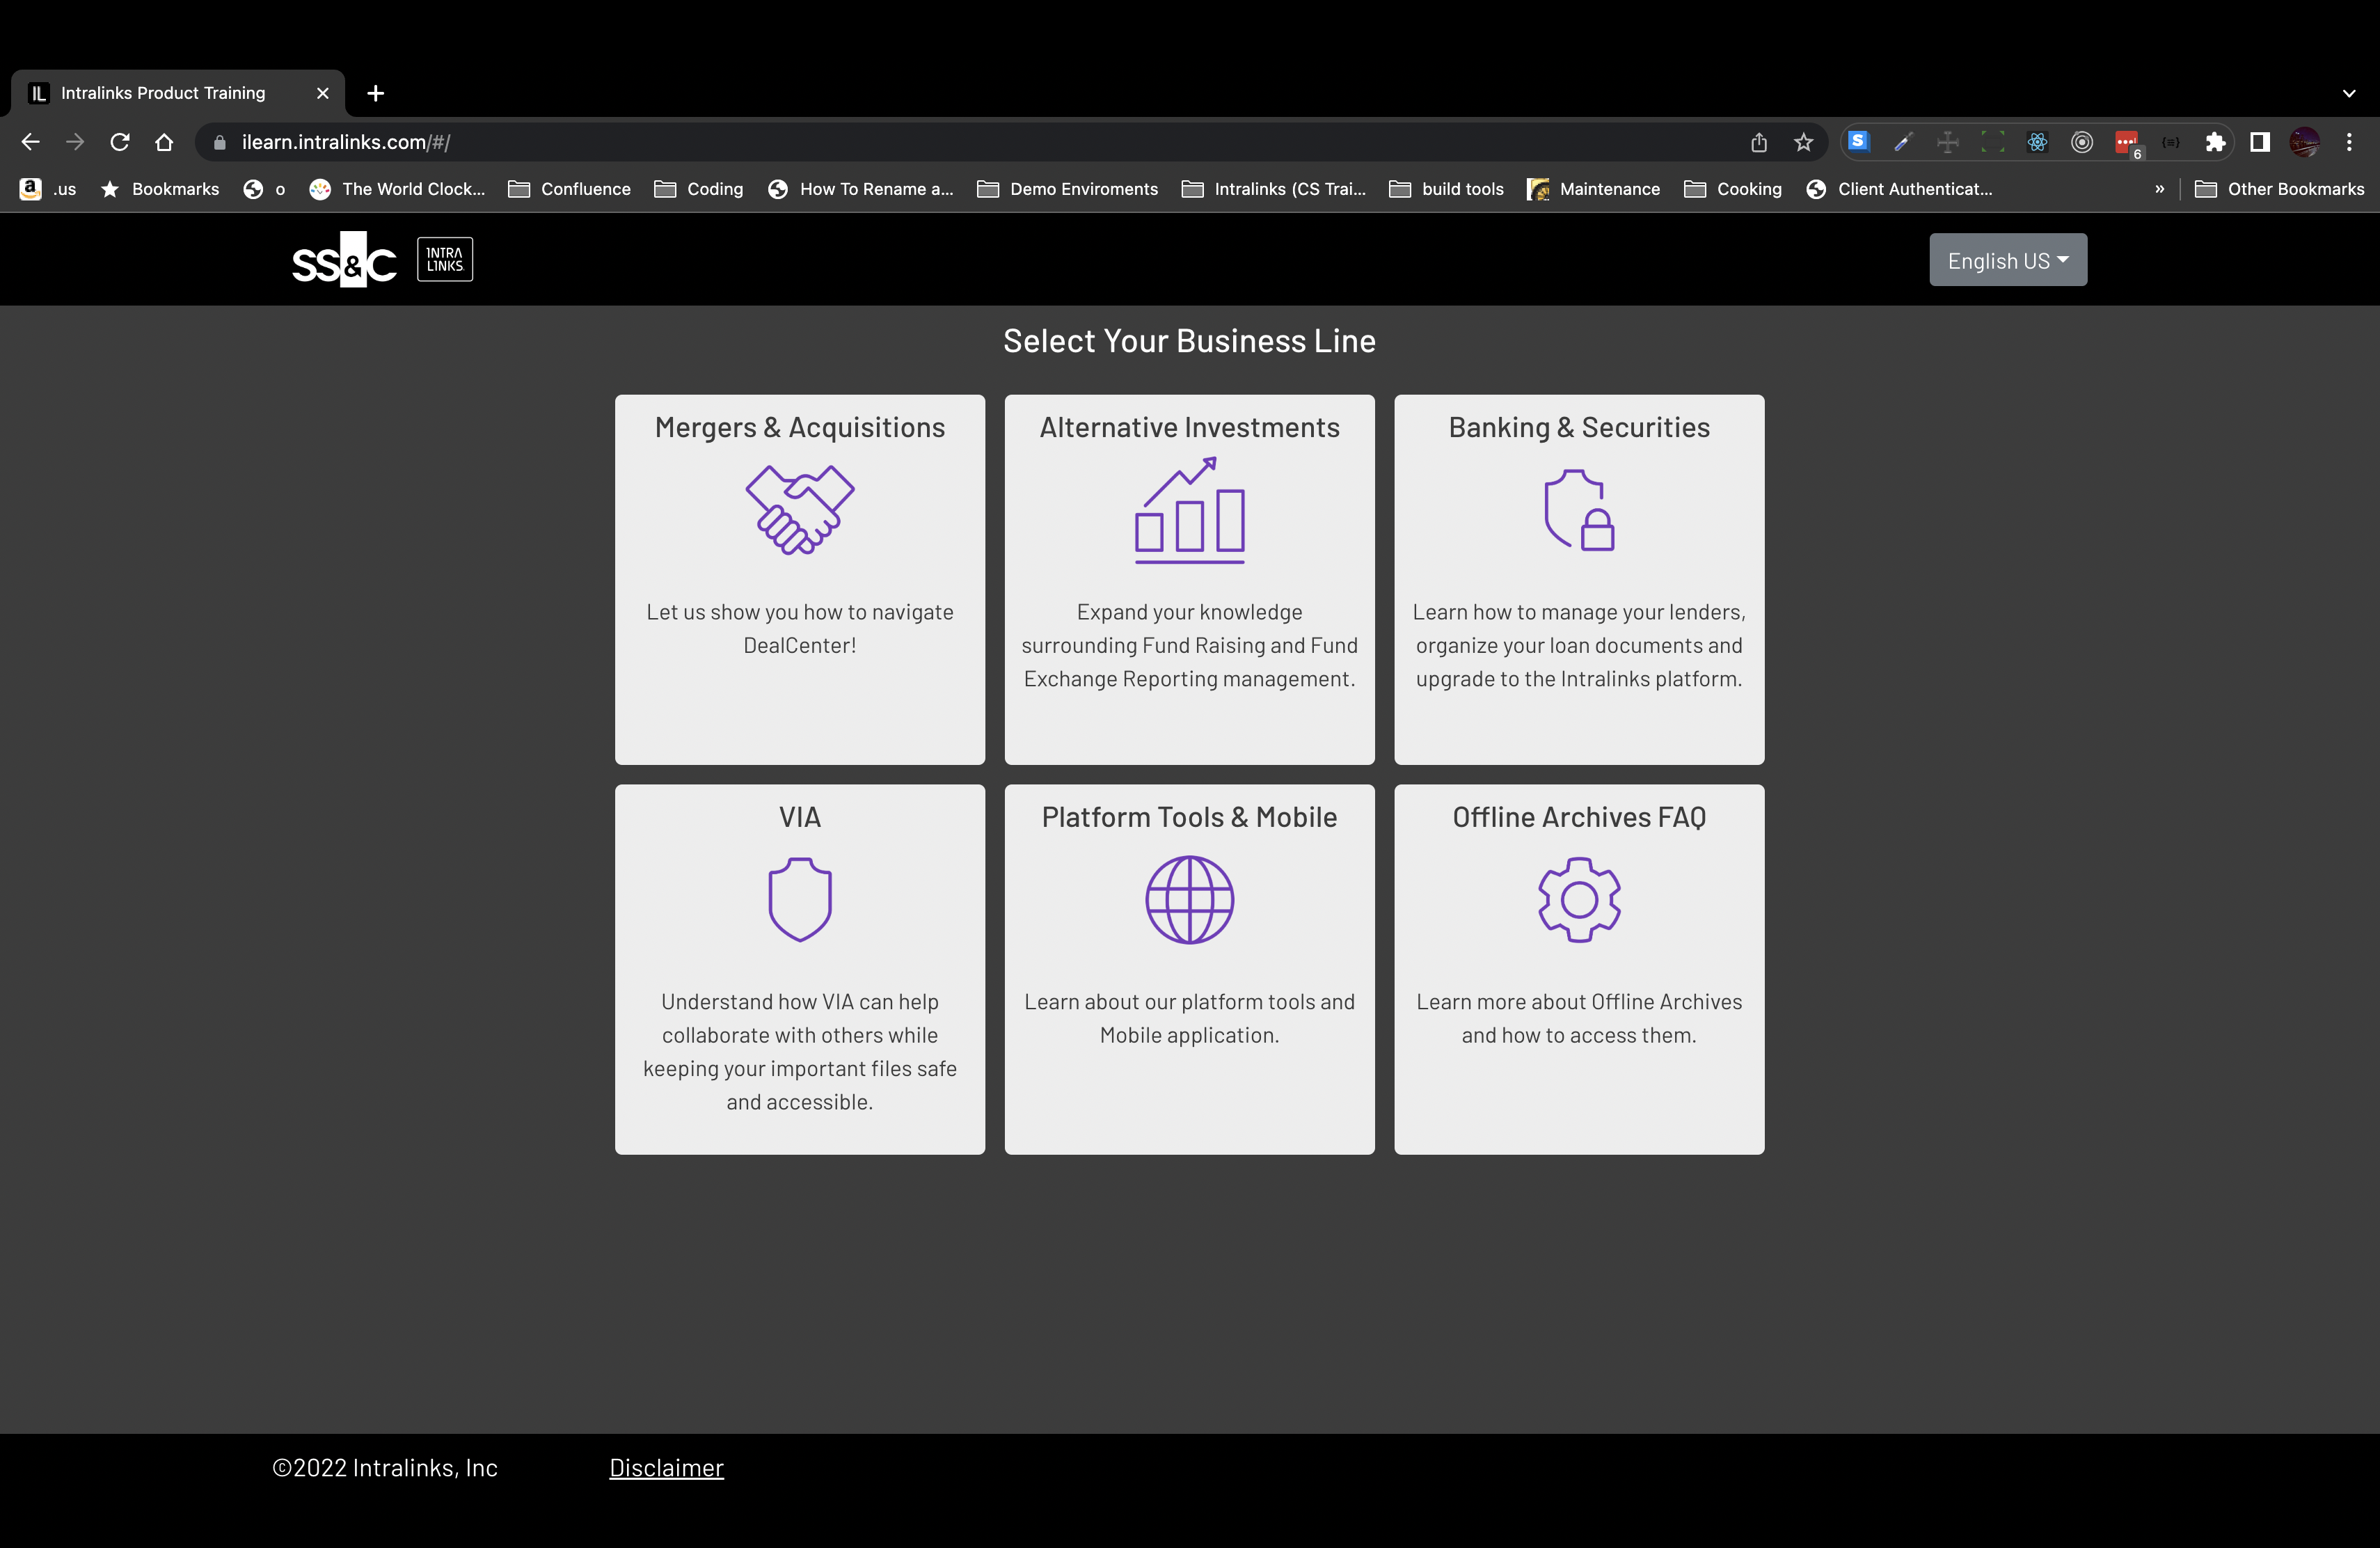 Intralinks Product Training
ilearn.intralinks.com/#/
6
.us
Bookmarks
o
The World Clock...
Confluence
Coding
How To Rename a...
Demo Enviroments
Intralinks (CS Trai...
build tools
Maintenance
Cooking
Client Authenticat...
»
Other Bookmarks
SS&C
INTRA
LINKS
English US
Select Your Business Line
Mergers & Acquisitions
Let us show you how to navigate
DealCenter!
Alternative Investments
Expand your knowledge
surrounding Fund Raising and Fund
Exchange Reporting management.
Banking & Securities
Learn how to manage your lenders,
organize your loan documents and
upgrade to the Intralinks platform.
VIA
Understand how VIA can help
collaborate with others while
keeping your important files safe
and accessible.
Platform Tools & Mobile
Learn about our platform tools and
Mobile application.
Offline Archives FAQ
Learn more about Offline Archives
and how to access them.
©2022 Intralinks, Inc
Disclaimer